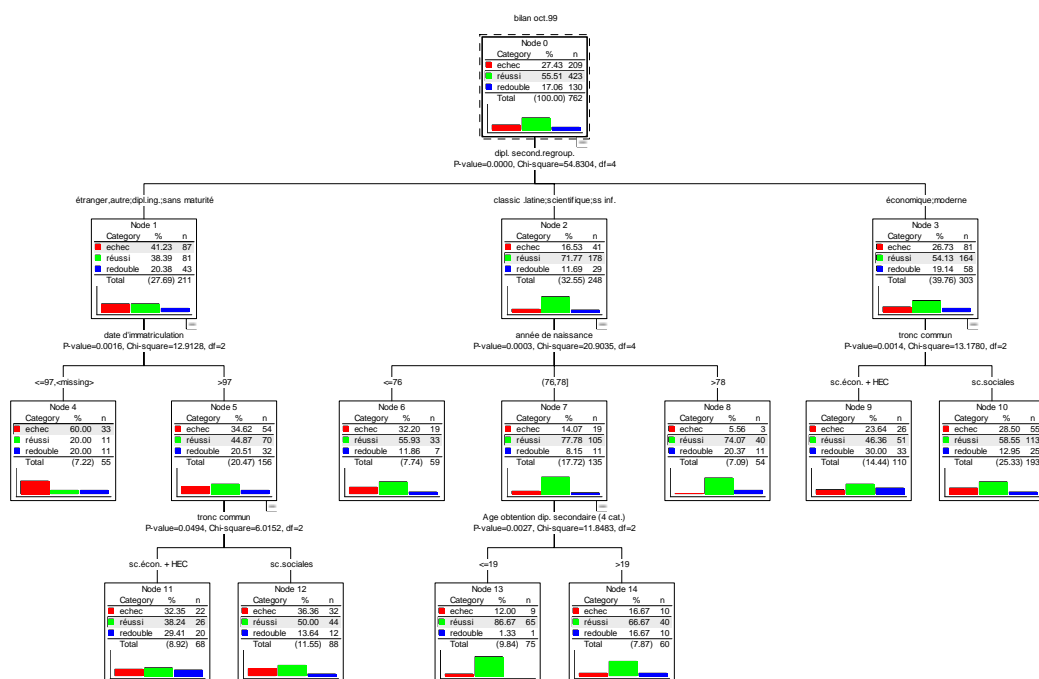 bilan oct.99
Node 0
Category % n
echec 27.43 209
réussi 55.51 423
redouble 17.06 130
Total (100.00) 762
dipl. second.regroup.
P-value=0.0000, Chi-square=54.8304, df=4
étranger,autre;dipl.ing.;sans maturité
classic .latine;scientifique;ss inf.
économique;moderne
Node 1
Category % n
echec 41.23 87
réussi 38.39 81
redouble 20.38 43
Total (27.69) 211
Node 2
Category % n
echec 16.53 41
réussi 71.77 178
redouble 11.69 29
Total (32.55) 248
Node 3
Category % n
echec 26.73 81
réussi 54.13 164
redouble 19.14 58
Total (39.76) 303
date d'immatriculation
P-value=0.0016, Chi-square=12.9128, df=2
année de naissance
P-value=0.0003, Chi-square=20.9035, df=4
tronc commun
P-value=0.0014, Chi-square=13.1780, df=2
<=97,<missing>
>97
<=76
(76,78]
>78
sc.écon. + HEC
sc.sociales
Node 4
Category % n
echec 60.00 33
réussi 20.00 11
redouble 20.00 11
Total (7.22) 55
Node 5
Category % n
echec 34.62 54
réussi 44.87 70
redouble 20.51 32
Total (20.47) 156
Node 6
Category % n
echec 32.20 19
réussi 55.93 33
redouble 11.86 7
Total (7.74) 59
Node 7
Category % n
echec 14.07 19
réussi 77.78 105
redouble 8.15 11
Total (17.72) 135
Node 8
Category % n
echec 5.56 3
réussi 74.07 40
redouble 20.37 11
Total (7.09) 54
Node 9
Category % n
echec 23.64 26
réussi 46.36 51
redouble 30.00 33
Total (14.44) 110
Node 10
Category % n
echec 28.50 55
réussi 58.55 113
redouble 12.95 25
Total (25.33) 193
tronc commun
P-value=0.0494, Chi-square=6.0152, df=2
Age obtention dip. secondaire (4 cat.)
P-value=0.0027, Chi-square=11.8483, df=2
sc.écon. + HEC
sc.sociales
<=19
>19
Node 11
Category % n
echec 32.35 22
réussi 38.24 26
redouble 29.41 20
Total (8.92) 68
Node 12
Category % n
echec 36.36 32
réussi 50.00 44
redouble 13.64 12
Total (11.55) 88
Node 13
Category % n
echec 12.00 9
réussi 86.67 65
redouble 1.33 1
Total (9.84) 75
Node 14
Category % n
echec 16.67 10
réussi 66.67 40
redouble 16.67 10
Total (7.87) 60